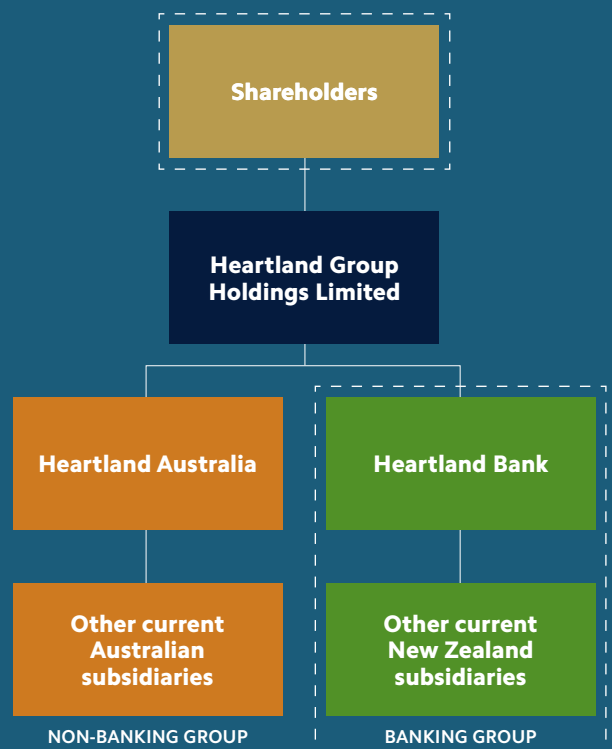 Shareholders
Heartland Group
Holdings Limited
Heartland Australia
Heartland Bank
Other current
Australian
subsidiaries
Other current
New Zealand
subsidiaries
NON-BANKING GROUP
BANKING GROUP